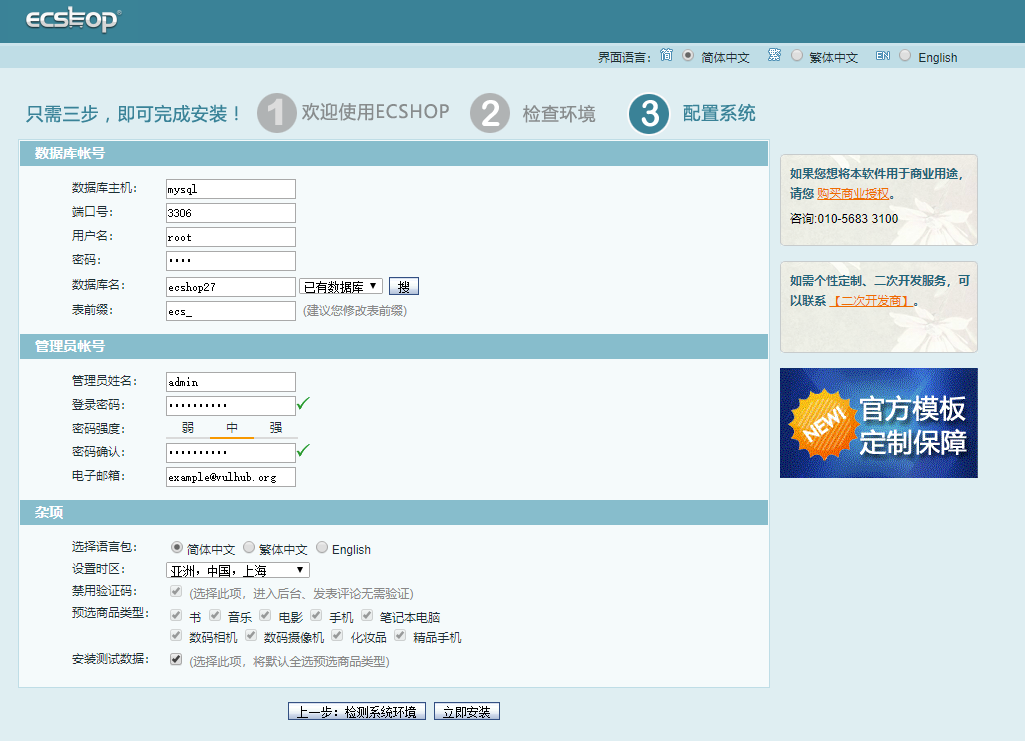 ecshop
界面语言： 简 简体中文 繁 繁体中文 EN English
只需三步，即可完成安装！ 1 欢迎使用ECSHOP 2 检查环境 3 配置系统
数据库帐号
数据库主机： mysql
端口号： 3306
用户名： root
密码： ····
数据库名： ecshop27 已有数据库 搜
表前缀： ecs_ (建议您修改表前缀)
管理员帐号
管理员姓名： admin
登录密码： ··········
密码强度： 弱 中 强
密码确认： ··········
电子邮箱： example@vulhub.org
杂项
选择语言包： 简体中文 繁体中文 English
设置时区： 亚洲，中国，上海
禁用验证码： (选择此项，进入后台、发表评论无需验证)
预选商品类型： 书 音乐 电影 手机 笔记本电脑
数码相机 数码摄像机 化妆品 精品手机
安装测试数据： (选择此项，将默认全选预选商品类型)
上一步：检测系统环境 立即安装
如果您想将本软件用于商业用途，
请您 购买商业授权。
咨询:010-5683 3100
如需个性定制、二次开发服务，可
以联系 【二次开发商】。
NEW!
官方模板
定制保障